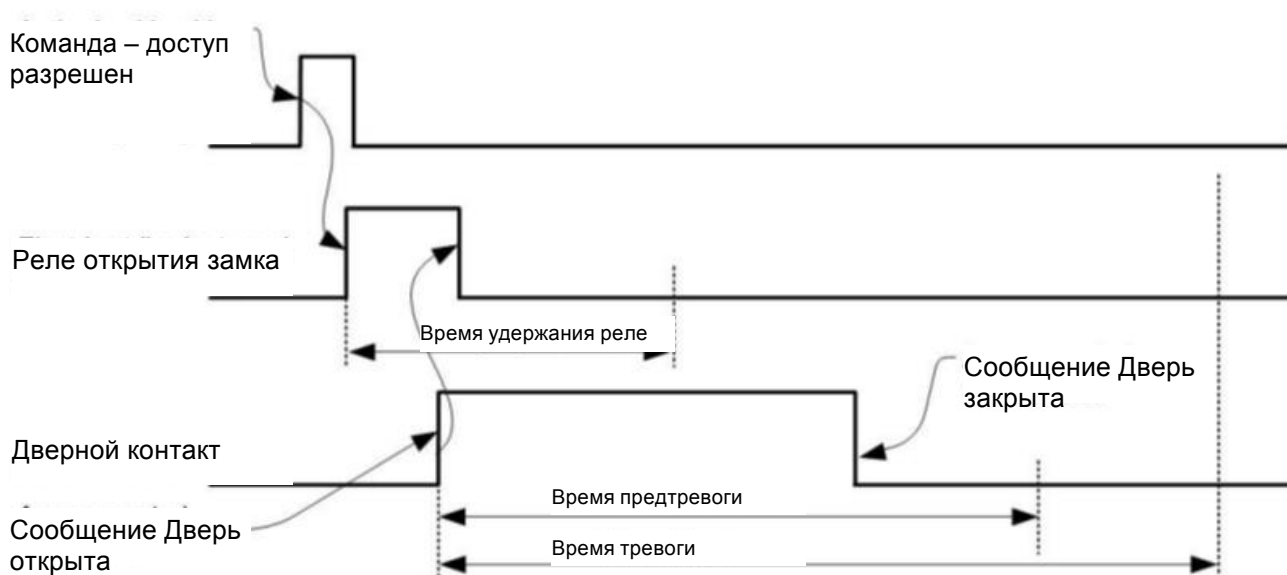 Команда – доступ
разрешен
Реле открытия замка
Время удержания реле
Сообщение Дверь
закрыта
Дверной контакт
Время предтревоги
Сообщение Дверь
открыта
Время тревоги